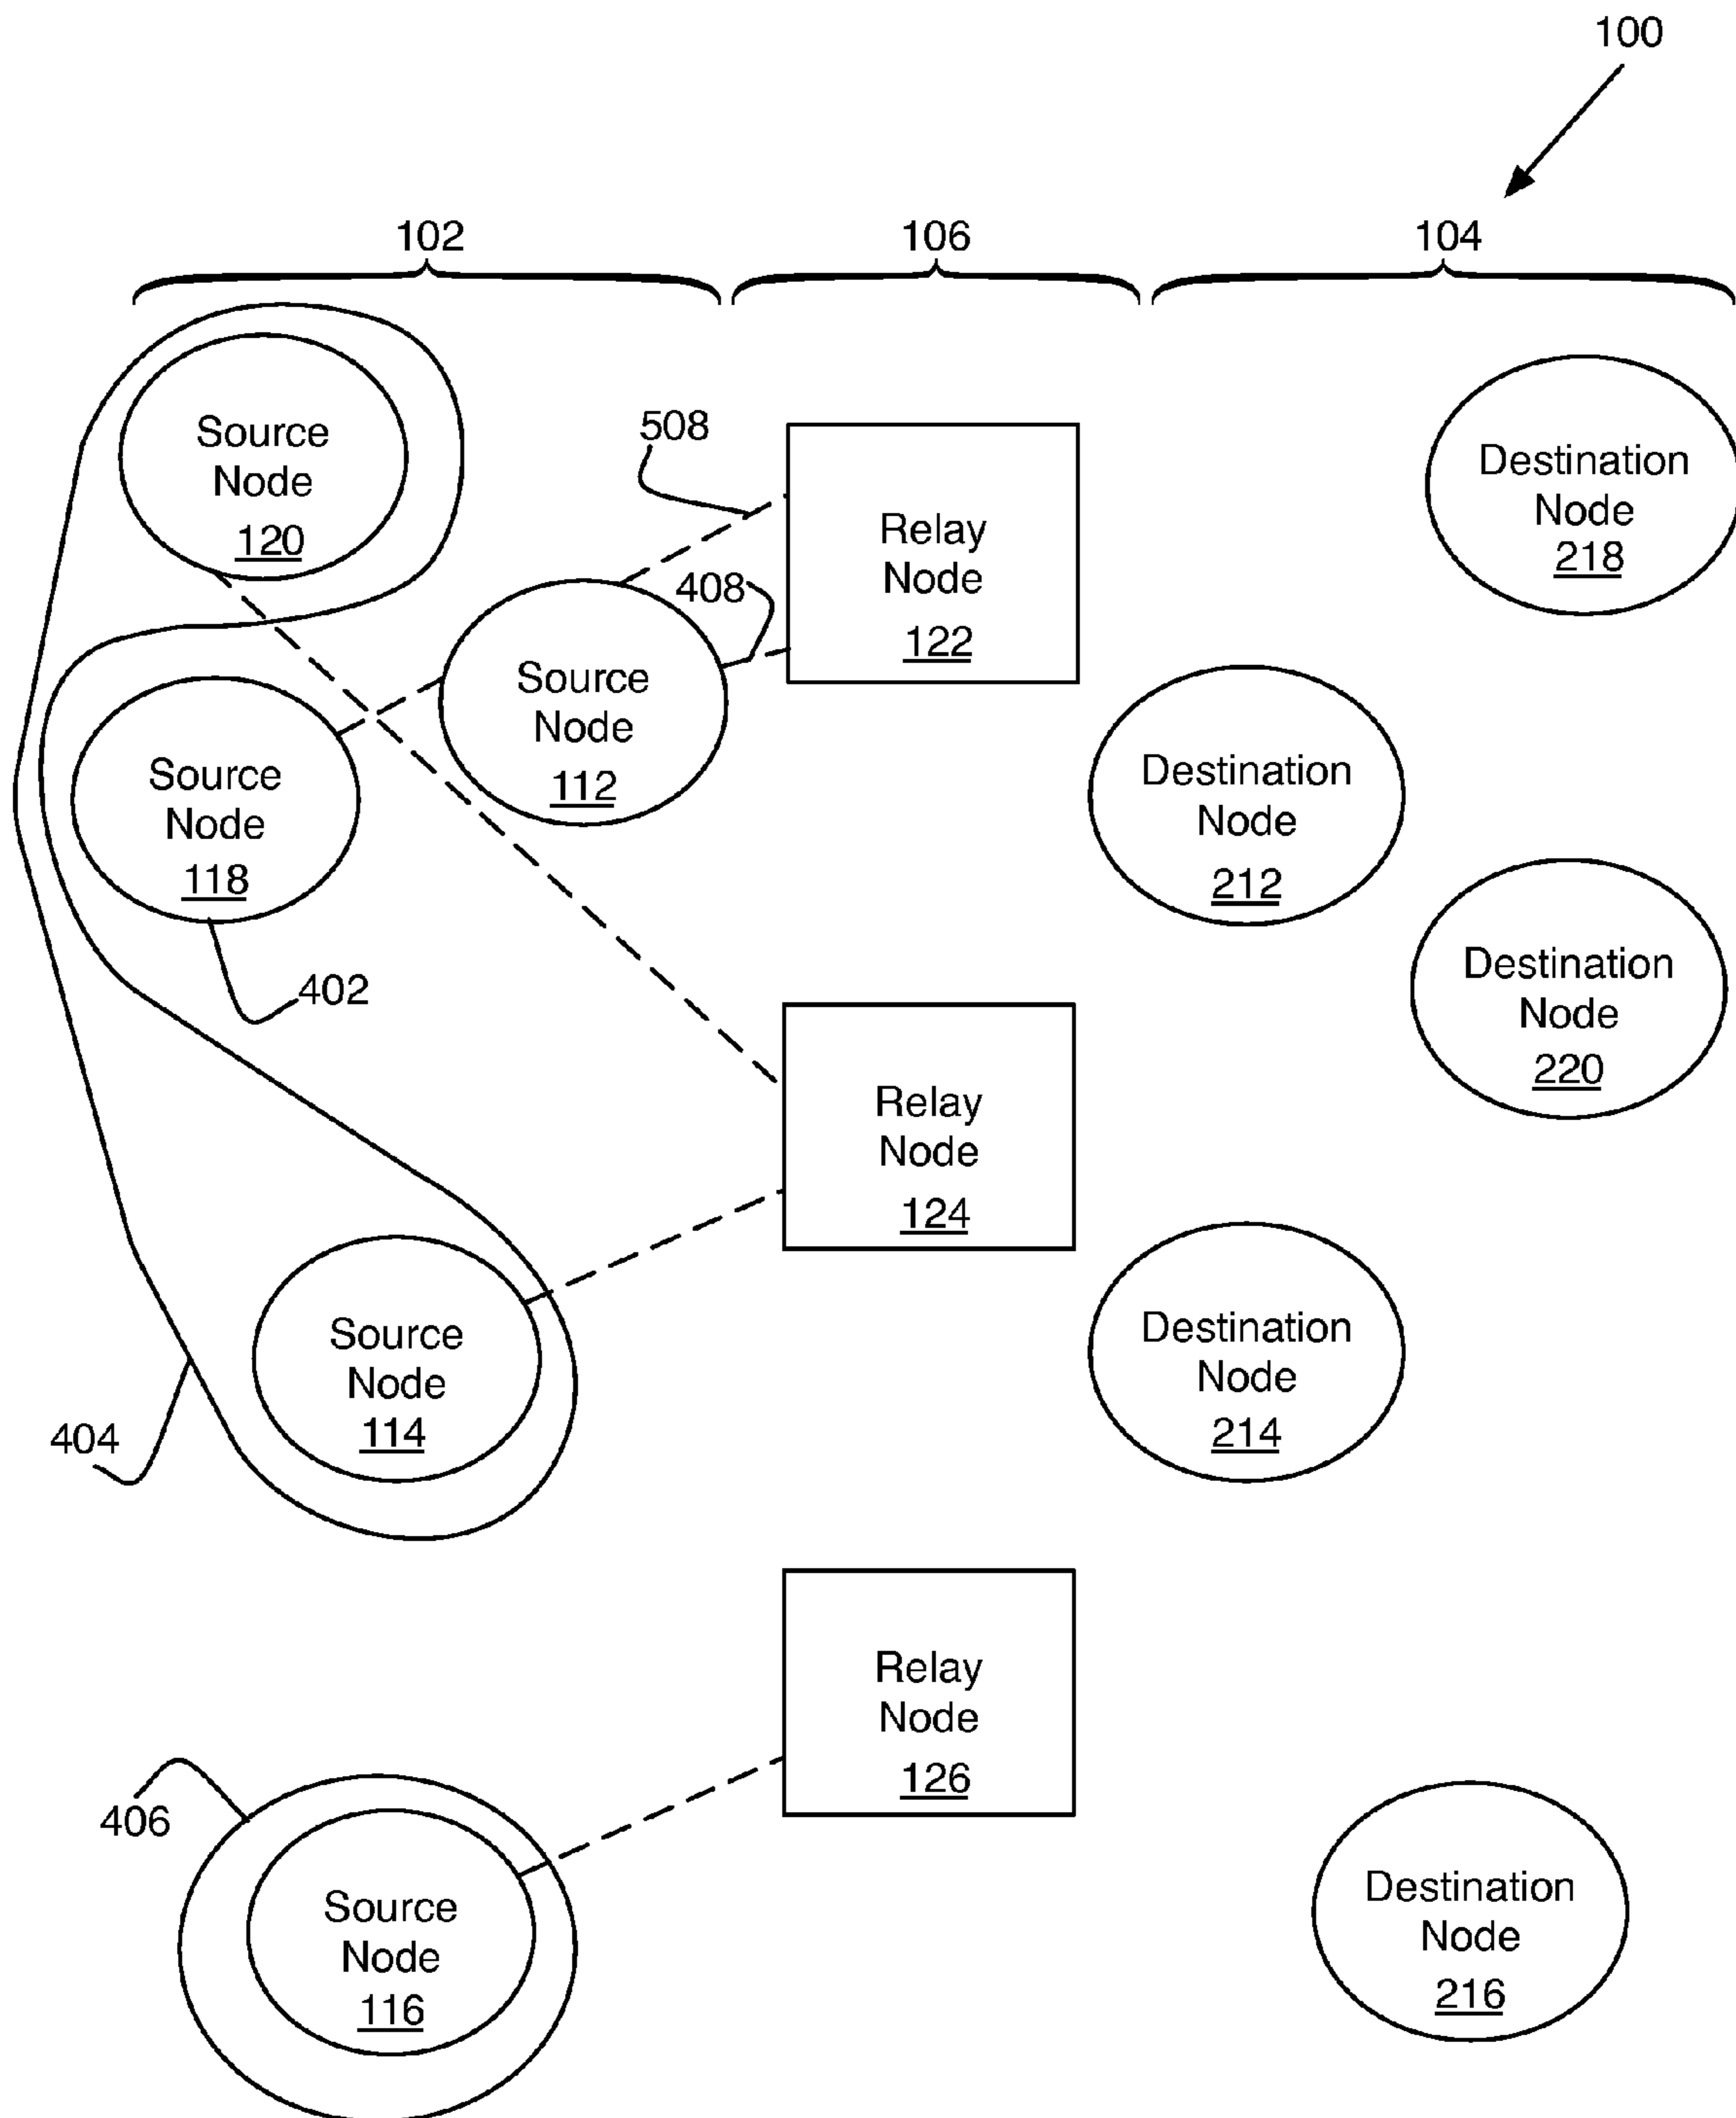 100
102
106
104
Source
Node
120
508
408
Relay
Node
122
Destination
Node
218
Source
Node
112
Source
Node
118
402
Destination
Node
212
Destination
Node
220
Relay
Node
124
Source
Node
114
404
Destination
Node
214
Relay
Node
126
406
Source
Node
116
Destination
Node
216